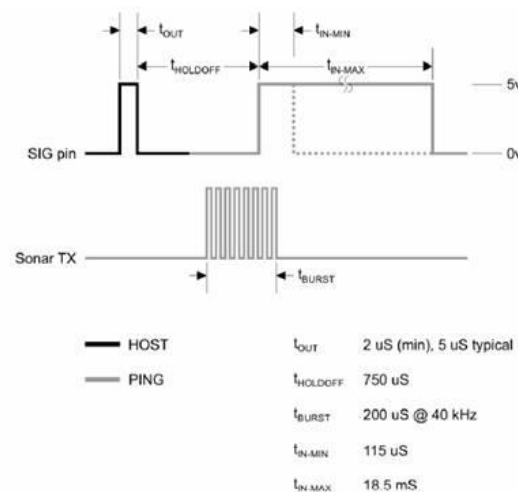 tOUT
tIN-MIN
tHOLDOFF
tIN-MAX
5v
SIG pin
0v
Sonar TX
tBURST
HOST
PING
tOUT 2 uS (min), 5 uS typical
tHOLDOFF 750 uS
tBURST 200 uS @ 40 kHz
tIN-MIN 115 uS
tIN-MAX 18.5 mS